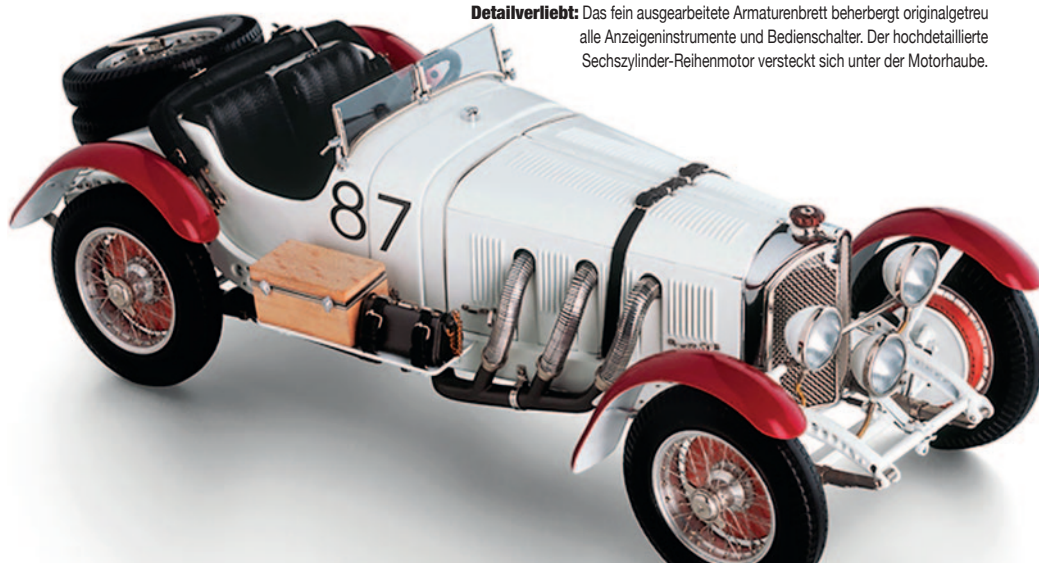 Detailverliebt: Das fein ausgearbeitete Armaturenbrett beherbergt originalgetreu
alle Anzeigeninstrumente und Bedienschalter. Der hochdetaillierte
Sechszylinder-Reihenmotor versteckt sich unter der Motorhaube.
87